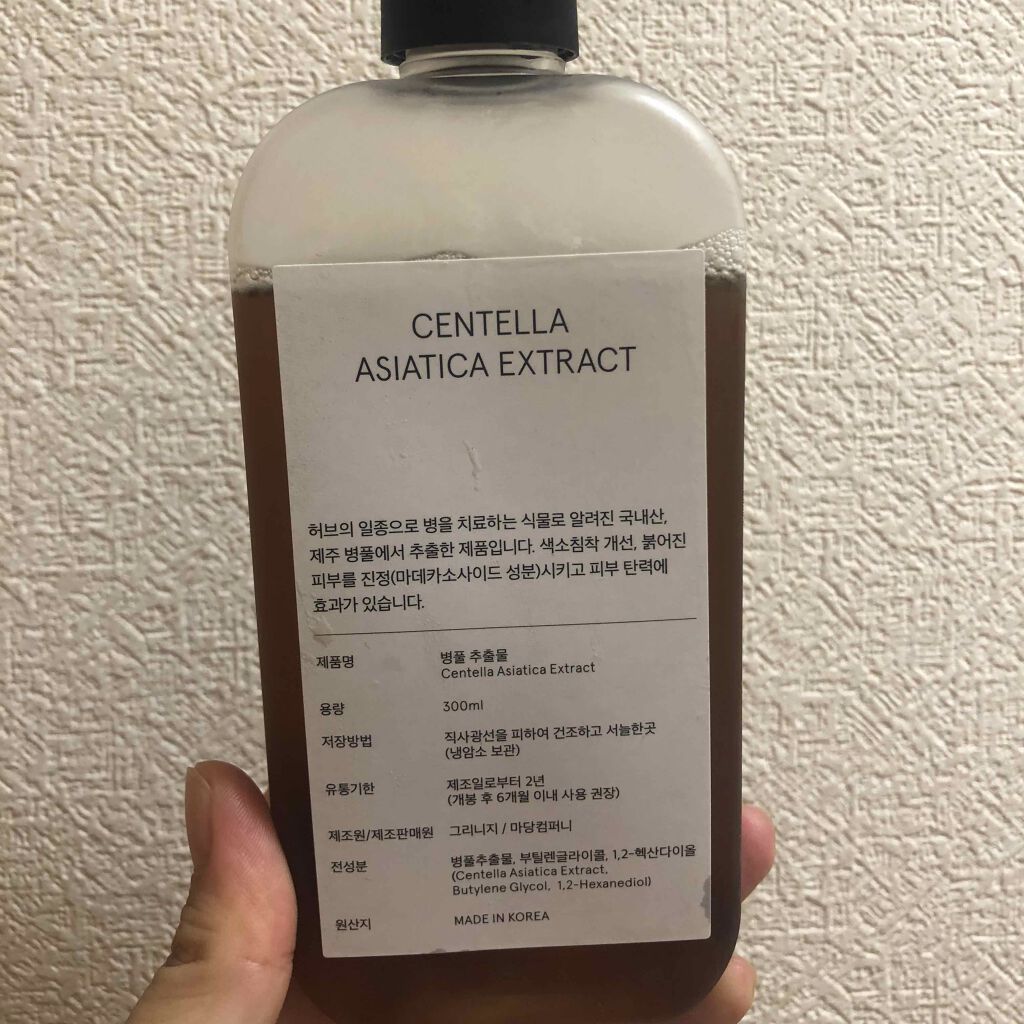 CENTELLA
ASIATICA EXTRACT
허브의 일종으로 병을 치료하는 식물로 알려진 국내산,
제주 병풀에서 추출한 제품입니다. 색소침착 개선, 붉어진
피부를 진정(마데카소사이드 성분)시키고 피부 탄력에
효과가 있습니다.
제품명 병풀 추출물
Centella Asiatica Extract
용량 300ml
저장방법 직사광선을 피하여 건조하고 서늘한곳
(냉암소 보관)
유통기한 제조일로부터 2년
(개봉 후 6개월 이내 사용 권장)
제조원/제조판매원 그리니지 / 마당컴퍼니
전성분 병풀추출물, 부틸렌글라이콜, 1,2-헥산다이올
(Centella Asiatica Extract,
Butylene Glycol, 1,2-Hexanediol)
원산지 MADE IN KOREA